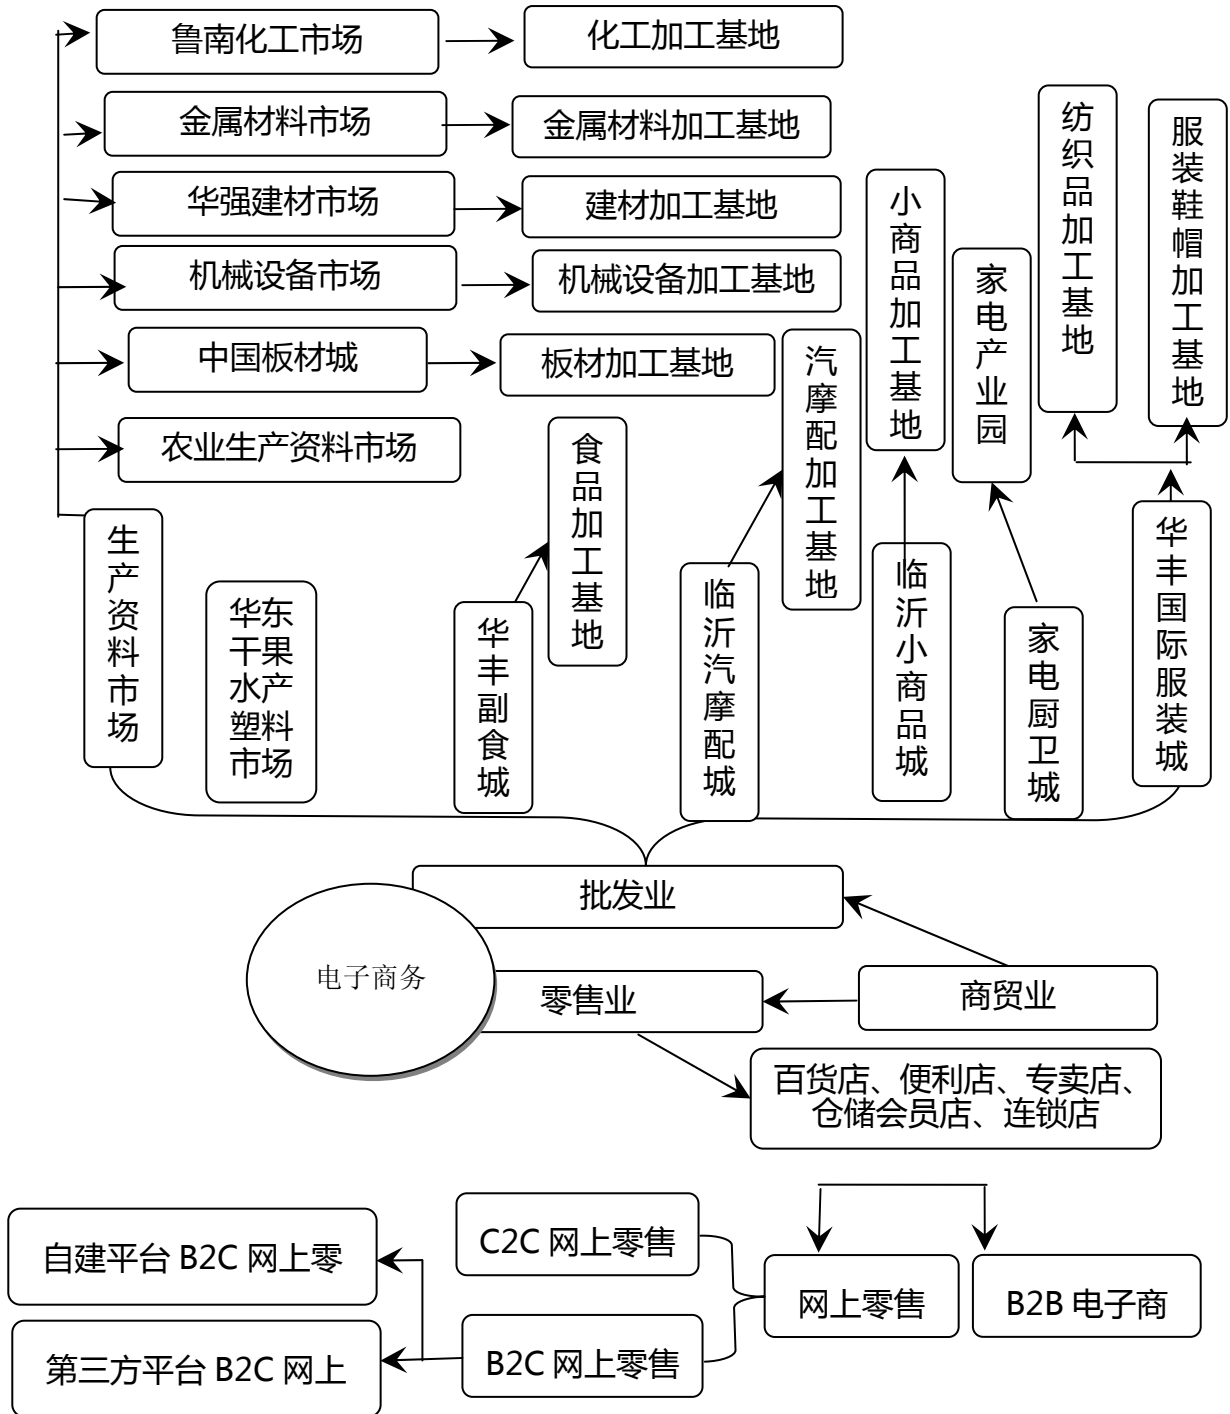 鲁南化工市场
化工加工基地
金属材料市场
金属材料加工基地
华强建材市场
建材加工基地
机械设备市场
机械设备加工基地
中国板材城
板材加工基地
农业生产资料市场
食品加工基地
汽摩配加工基地
小商品加工基地
家电产业园
纺织品加工基地
服装鞋帽加工基地
生产资料市场
华东
干果
水产
塑料
市场
华丰副食城
临沂汽摩配城
临沂小商品城
家电厨卫城
华丰国际服装城
批发业
电子商务
零售业
商贸业
百货店、便利店、专卖店、
仓储会员店、连锁店
自建平台 B2C 网上零
C2C 网上零售
网上零售
B2B 电子商
第三方平台 B2C 网上
B2C 网上零售